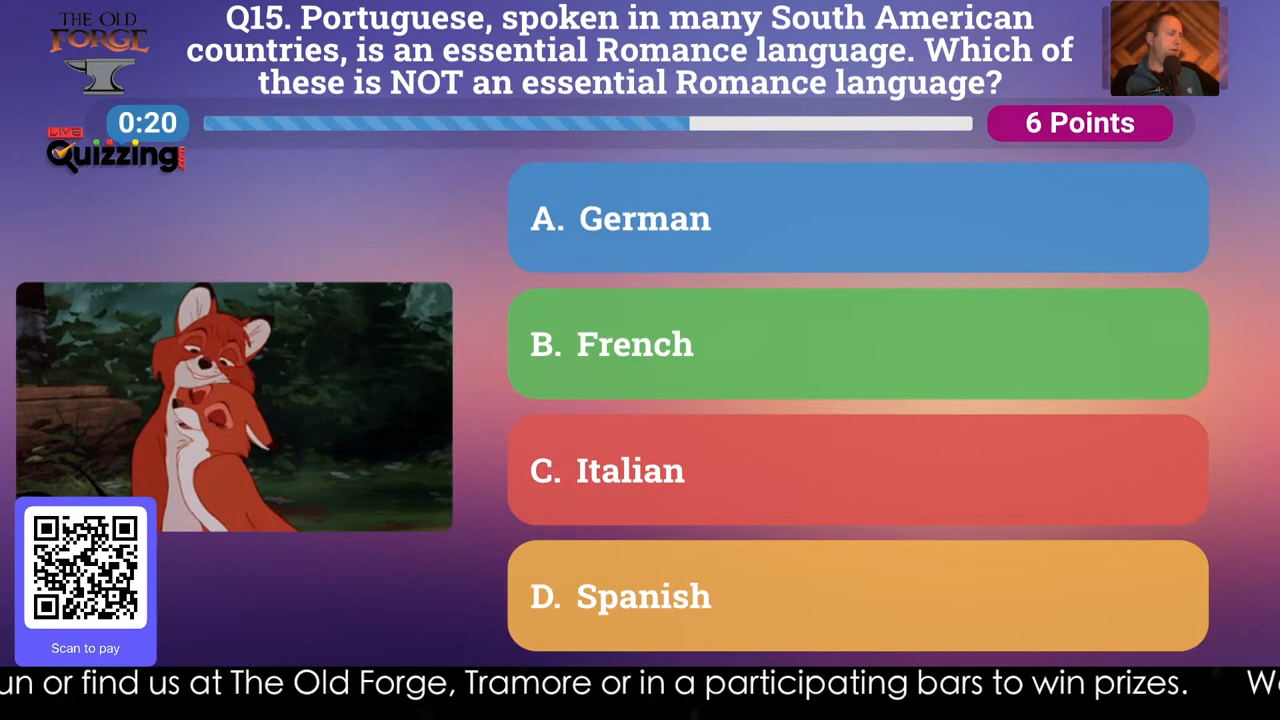 THE OLD
FORGE
Q15. Portuguese, spoken in many South American
countries, is an essential Romance language. Which of
these is NOT an essential Romance language?
0:20
6 Points
LIVE
Quizzing
.com
A. German
B. French
C. Italian
D. Spanish
Scan to pay
un or find us at The Old Forge, Tramore or in a participating bars to win prizes. We